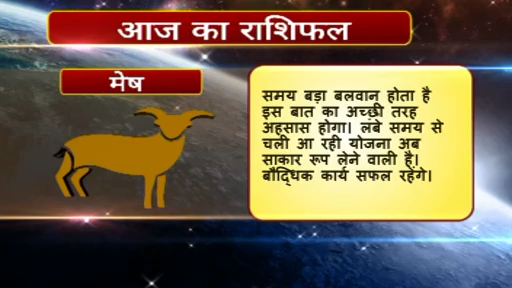 आज का राशिफल
मेष
समय बड़ा बलवान होता है
इस बात का अच्छी तरह
अहसास होगा। लंबे समय से
चली आ रही योजना अब
साकार रूप लेने वाली है।
बौद्धिक कार्य सफल रहेंगे।